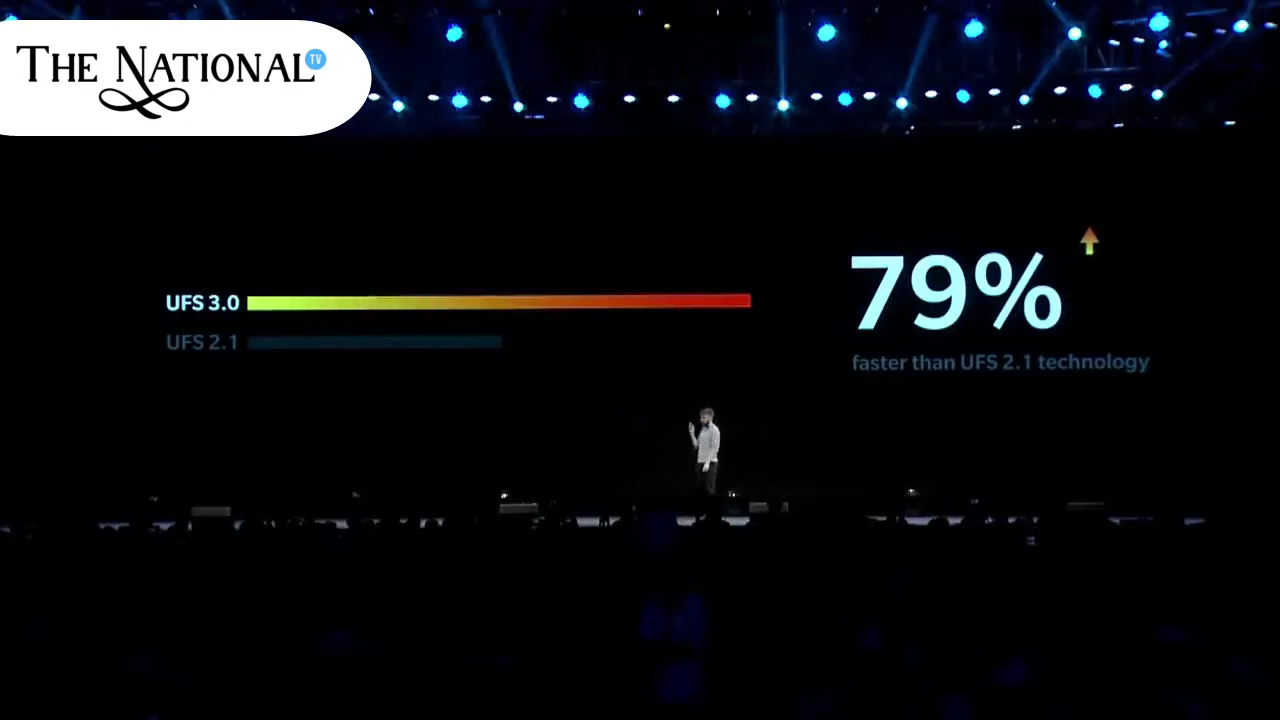 THE NATIONAL TV
UFS 3.0
UFS 2.1
79%
faster than UFS 2.1 technology